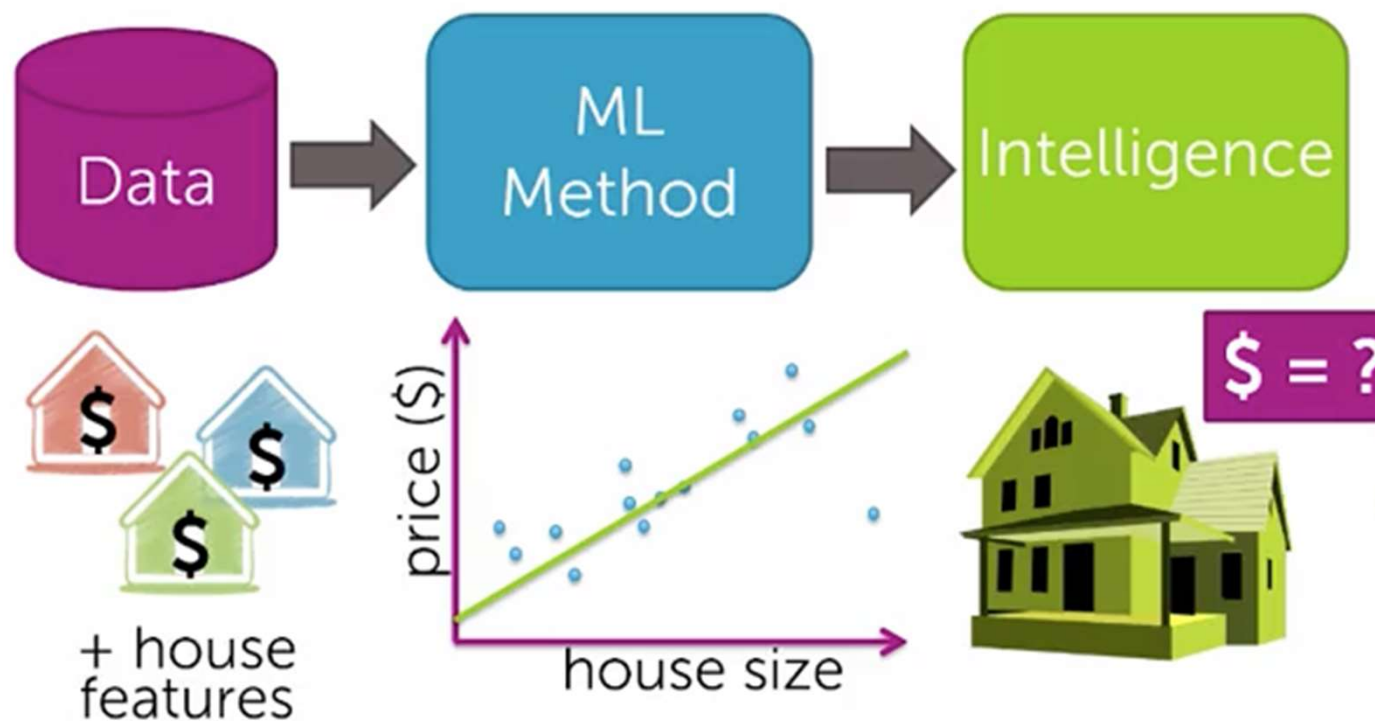 Data
ML
Method
Intelligence
$
$
$
+ house
features
price ($)
house size
$ = ?